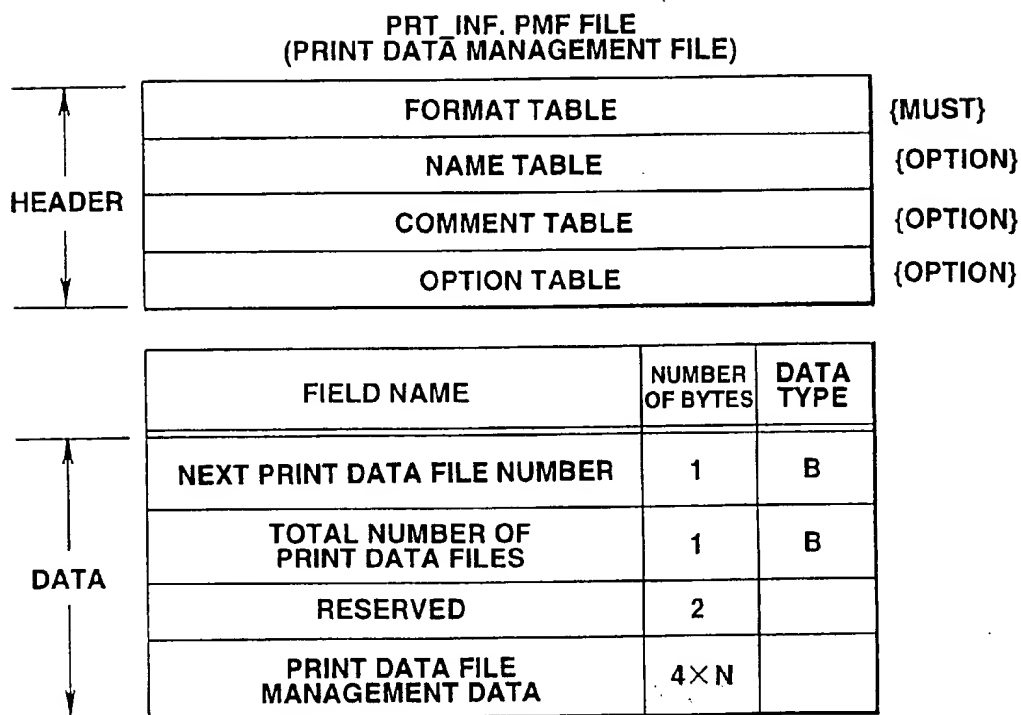 PRT_INF. PMF FILE
(PRINT DATA MANAGEMENT FILE)
HEADER
FORMAT TABLE {MUST}
NAME TABLE {OPTION}
COMMENT TABLE {OPTION}
OPTION TABLE {OPTION}
FIELD NAME
NUMBER
OF BYTES
DATA
TYPE
DATA
NEXT PRINT DATA FILE NUMBER 1 B
TOTAL NUMBER OF
PRINT DATA FILES 1 B
RESERVED 2
PRINT DATA FILE
MANAGEMENT DATA 4×N